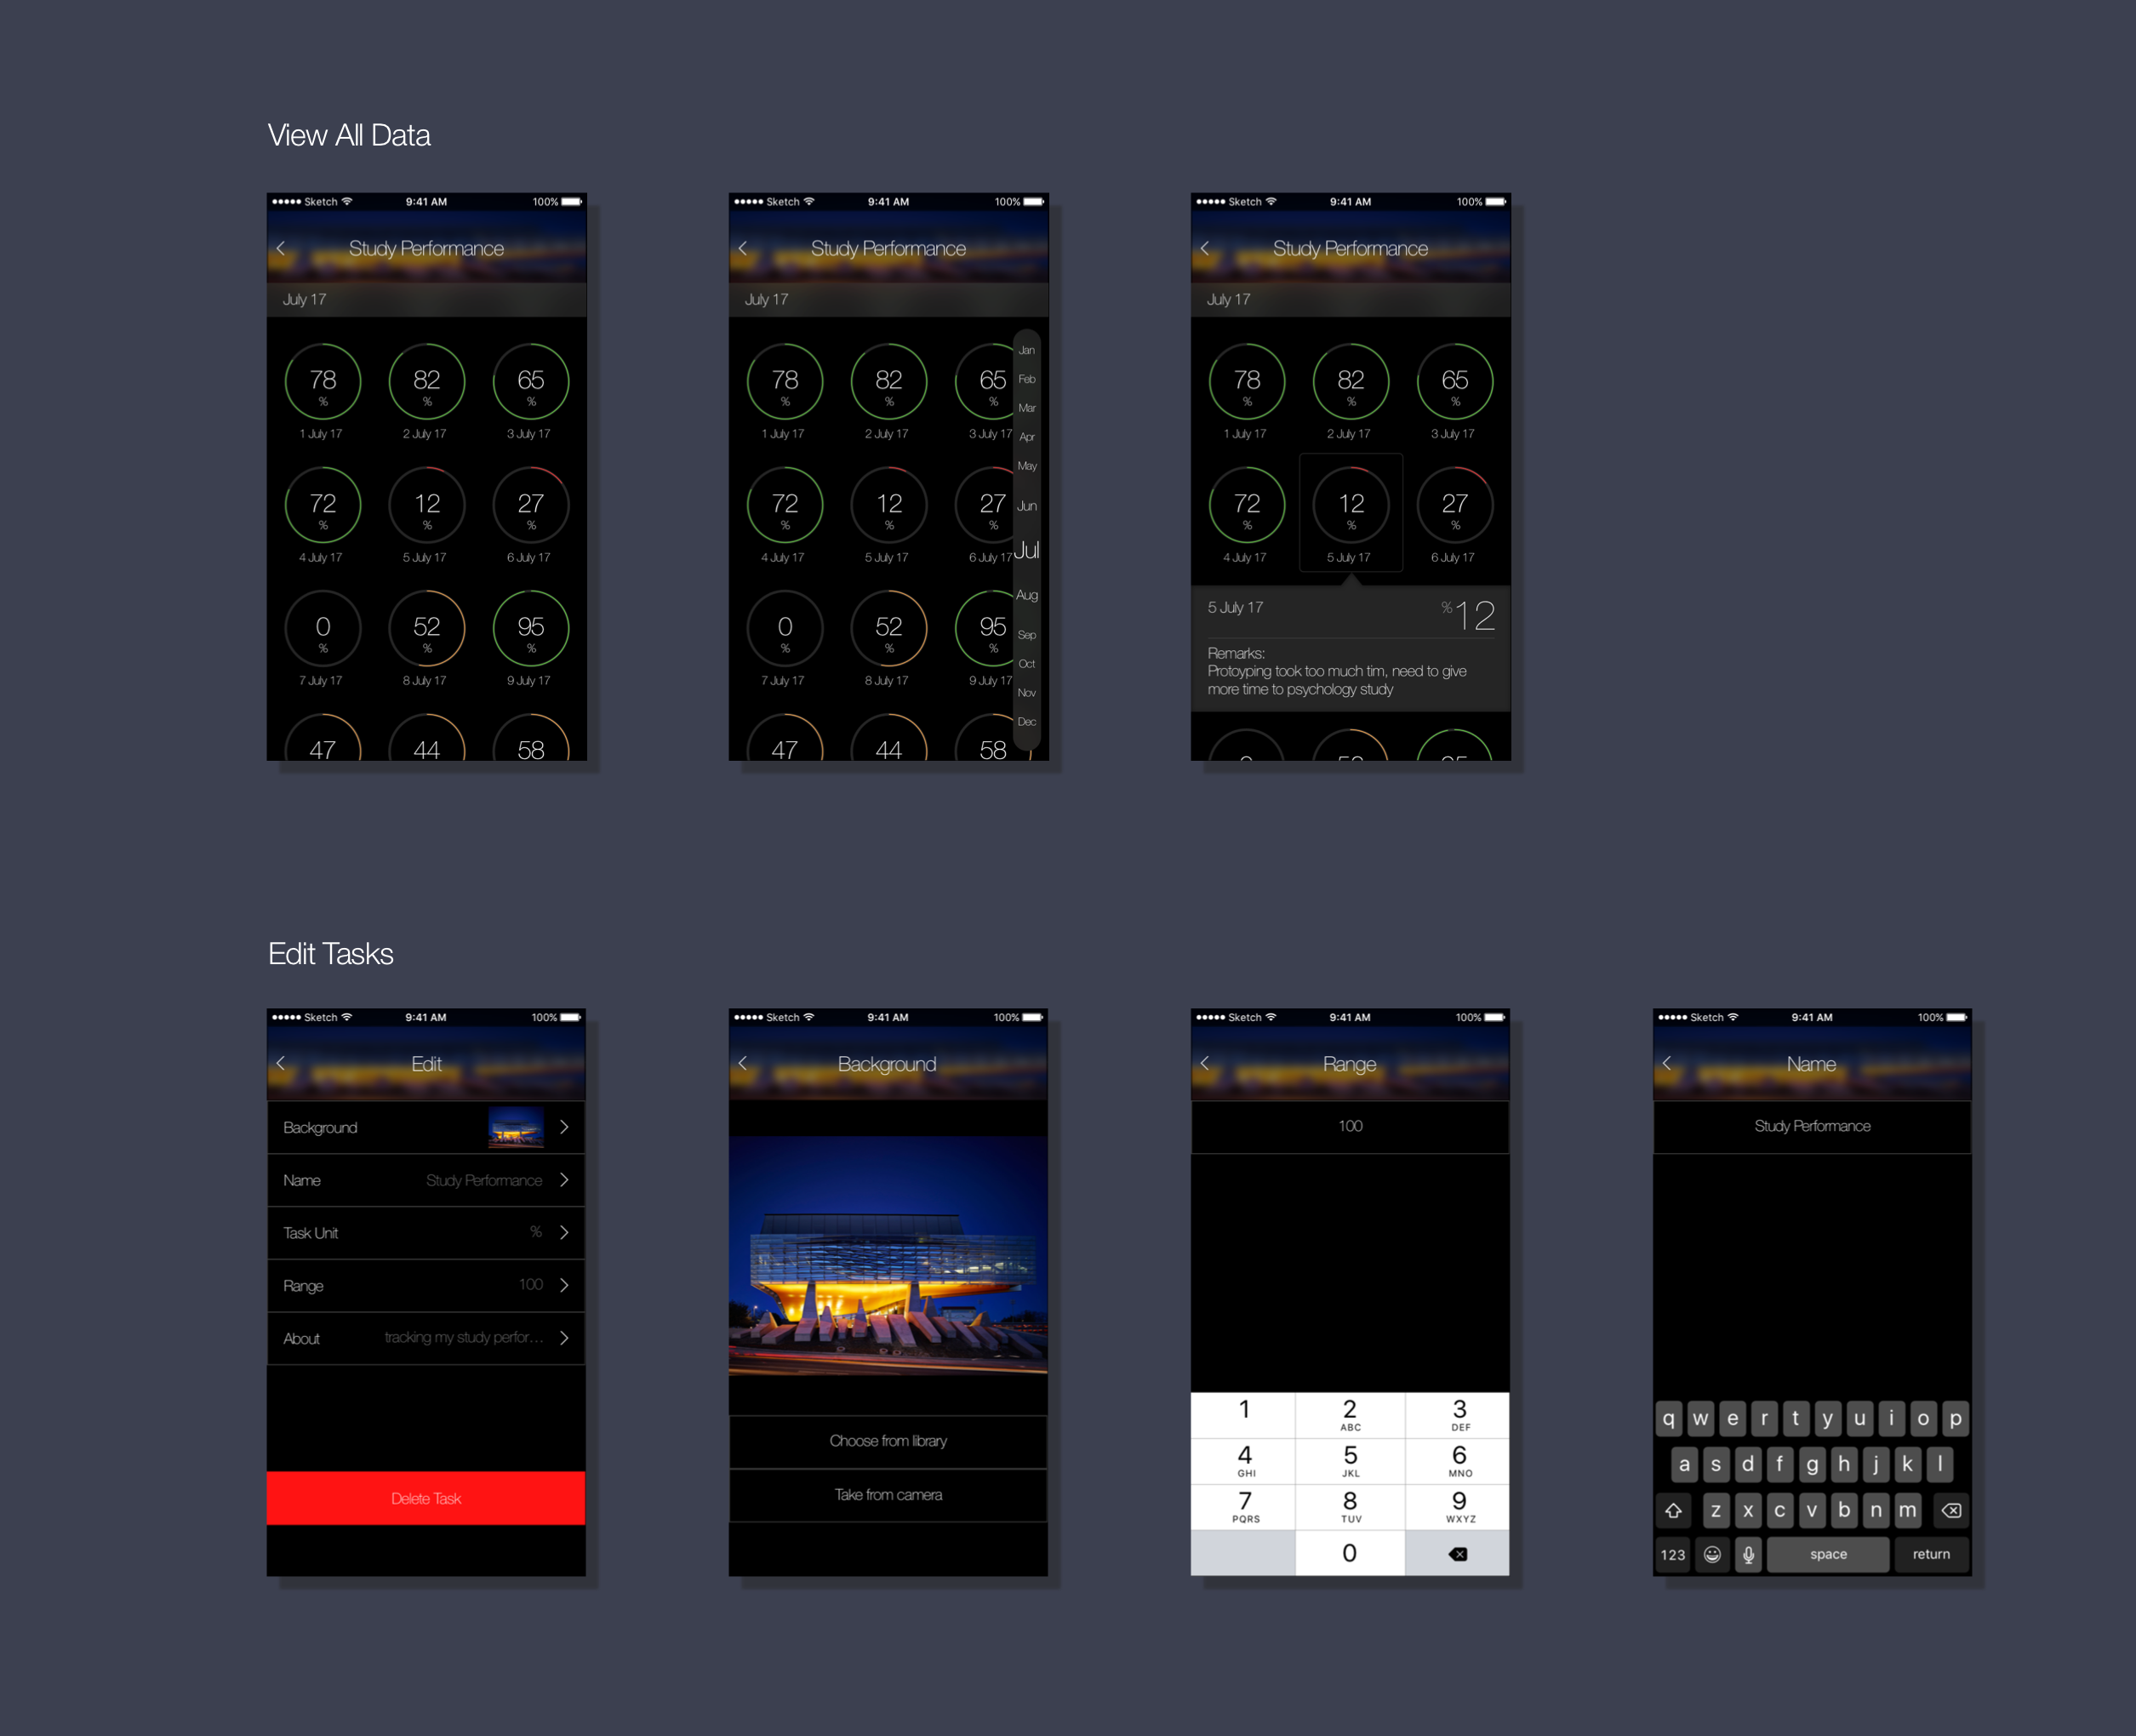 View All Data
Sketch 9:41 AM 100%
Study Performance
July 17
78 82 65
% % %
1 July 17 2 July 17 3 July 17
72 12 27
% % %
4 July 17 5 July 17 6 July 17
0 52 95
% % %
7 July 17 8 July 17 9 July 17
47 44 58
Sketch 9:41 AM 100%
Study Performance
July 17
78 82 65
% % %
1 July 17 2 July 17 3 July 17
72 12 27
% % %
4 July 17 5 July 17 6 July 17
0 52 95
% % %
7 July 17 8 July 17 9 July 17
47 44 58
Jan
Feb
Mar
Apr
May
Jun
Jul
Aug
Sep
Oct
Nov
Dec
Sketch 9:41 AM 100%
Study Performance
July 17
78 82 65
% % %
1 July 17 2 July 17 3 July 17
72 12 27
% % %
4 July 17 5 July 17 6 July 17
5 July 17 % 12
Remarks:
Protoyping took too much tim, need to give
more time to psychology study
Edit Tasks
Sketch 9:41 AM 100%
Edit
Background
Name Study Performance
Task Unit %
Range 100
About tracking my study perfor...
Delete Task
Sketch 9:41 AM 100%
Background
Choose from library
Take from camera
Sketch 9:41 AM 100%
Range
100
1 2 3
ABC DEF
4 5 6
GHI JKL MNO
7 8 9
PQRS TUV WXYZ
0
Sketch 9:41 AM 100%
Name
Study Performance
q w e r t y u i o p
a s d f g h j k l
z x c v b n m
123 space return